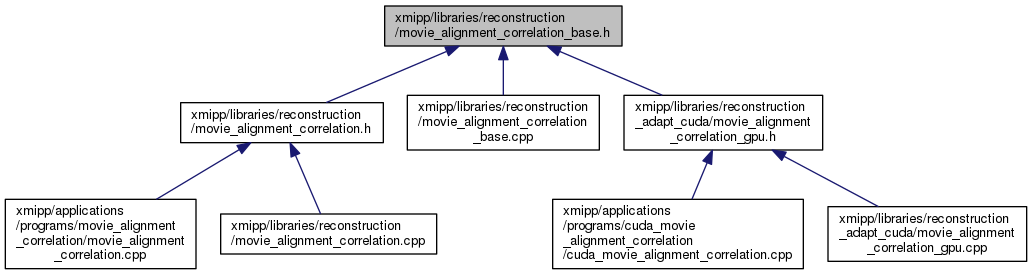 xmipp/libraries/reconstruction
/movie_alignment_correlation_base.h
xmipp/libraries/reconstruction
/movie_alignment_correlation.h
xmipp/libraries/reconstruction
/movie_alignment_correlation
_base.cpp
xmipp/libraries/reconstruction
_adapt_cuda/movie_alignment
_correlation_gpu.h
xmipp/applications
/programs/movie_alignment
_correlation/movie_alignment
_correlation.cpp
xmipp/libraries/reconstruction
/movie_alignment_correlation.cpp
xmipp/applications
/programs/cuda_movie
_alignment_correlation
/cuda_movie_alignment_correlation.cpp
xmipp/libraries/reconstruction
_adapt_cuda/movie_alignment
_correlation_gpu.cpp